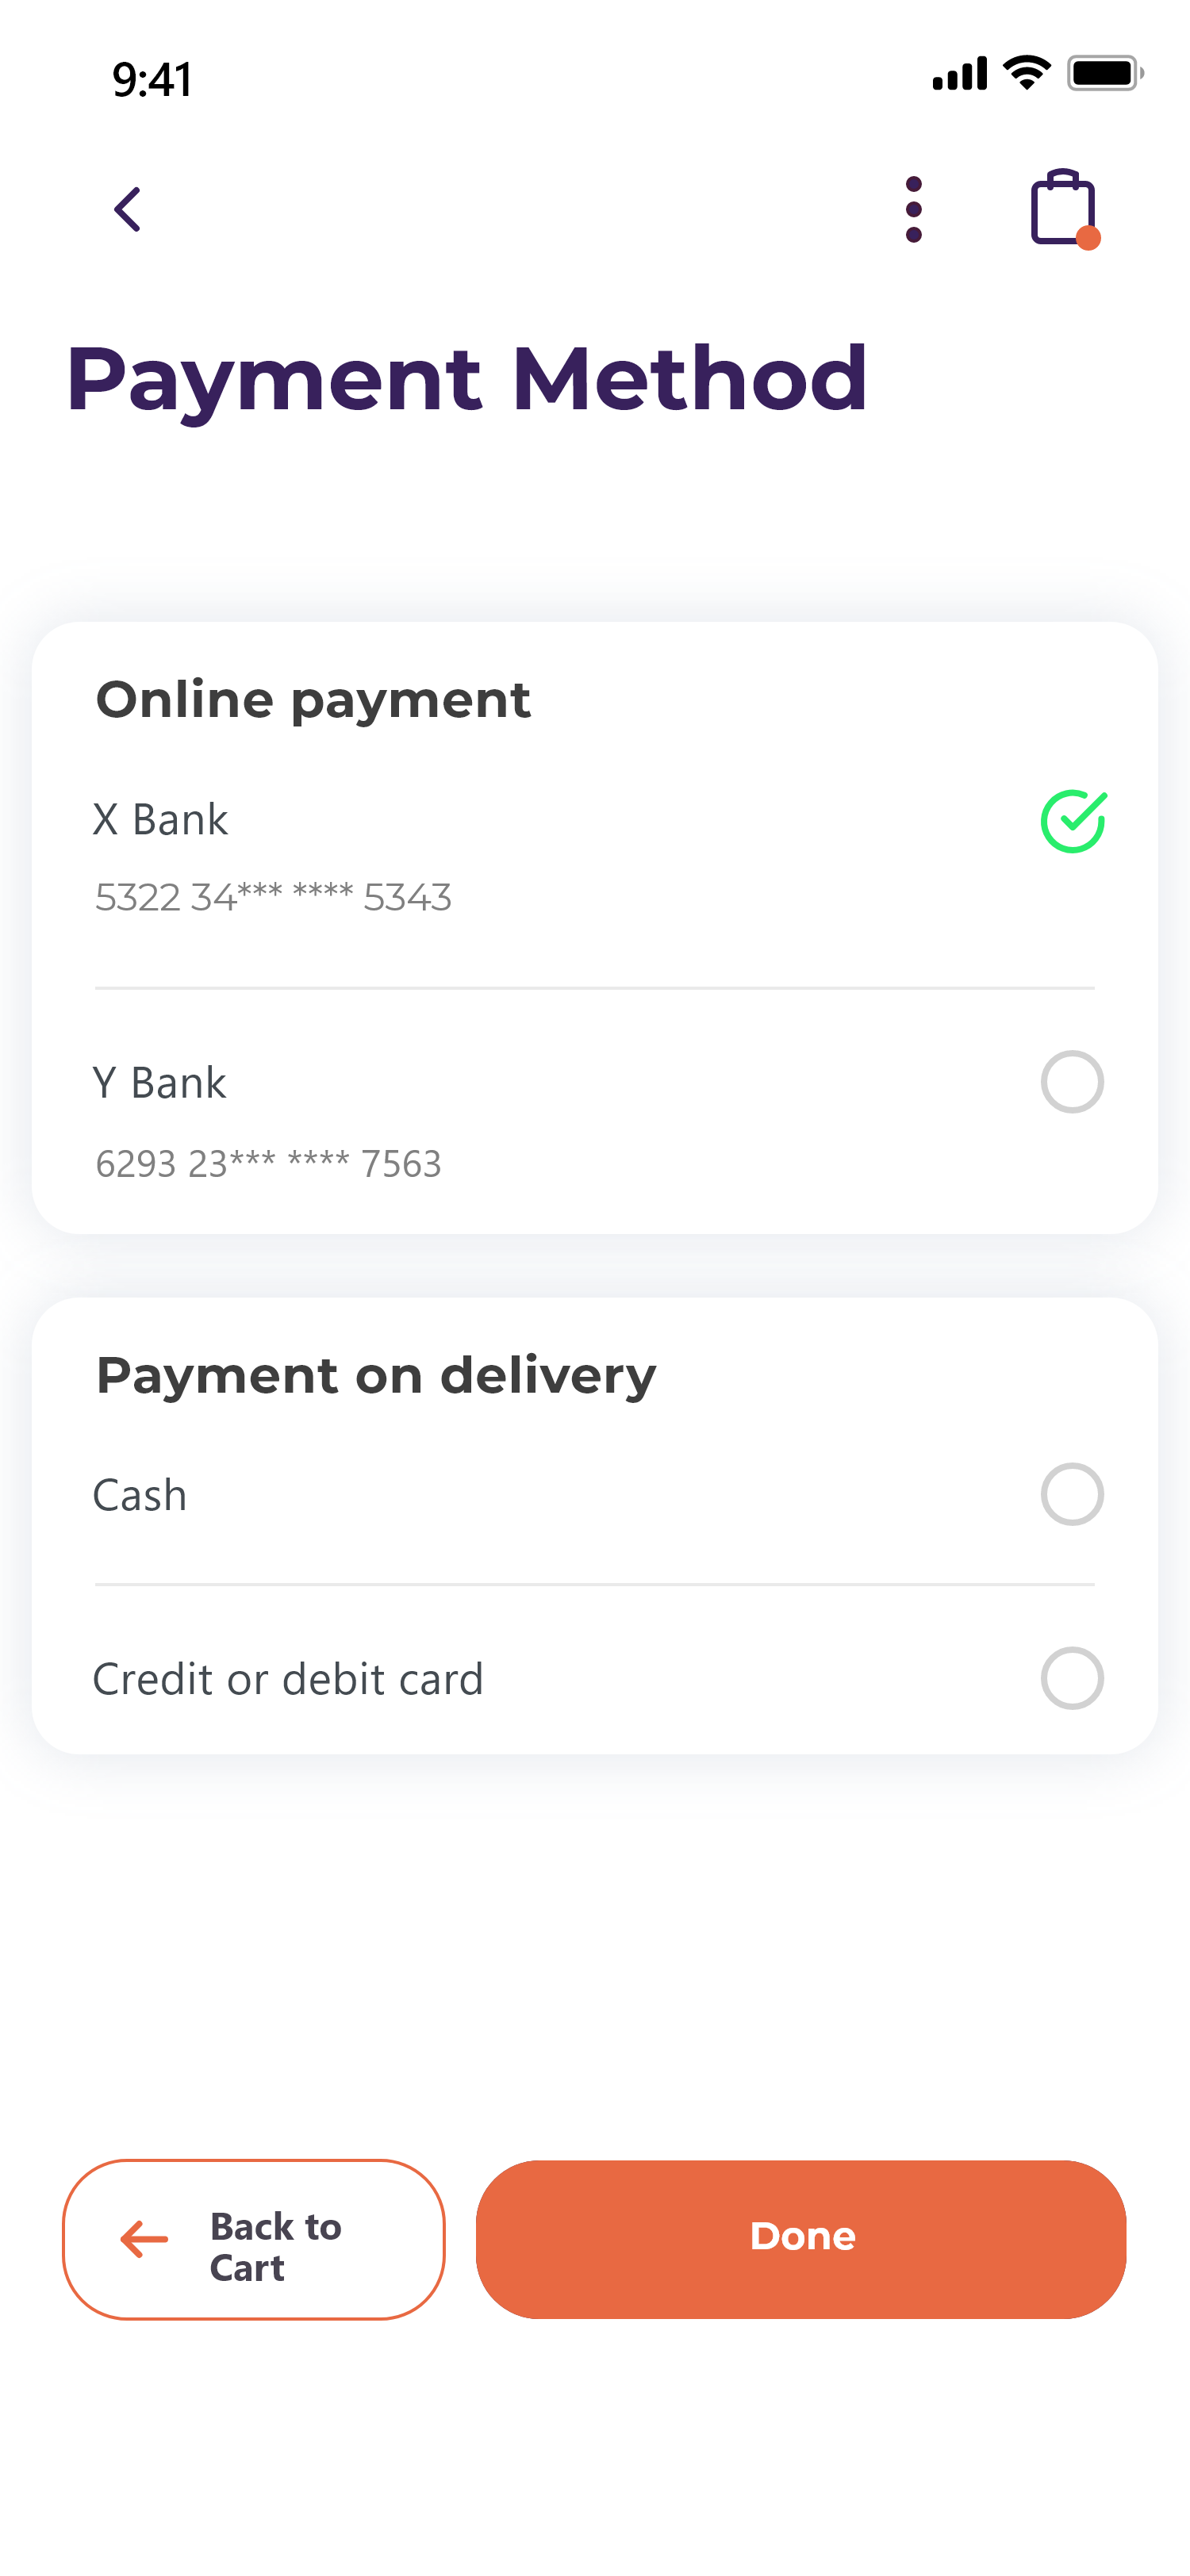 9:41
Payment Method
Online payment
X Bank
5322 34*** **** 5343
Y Bank
6293 23*** **** 7563
Payment on delivery
Cash
Credit or debit card
Back to
Cart
Done